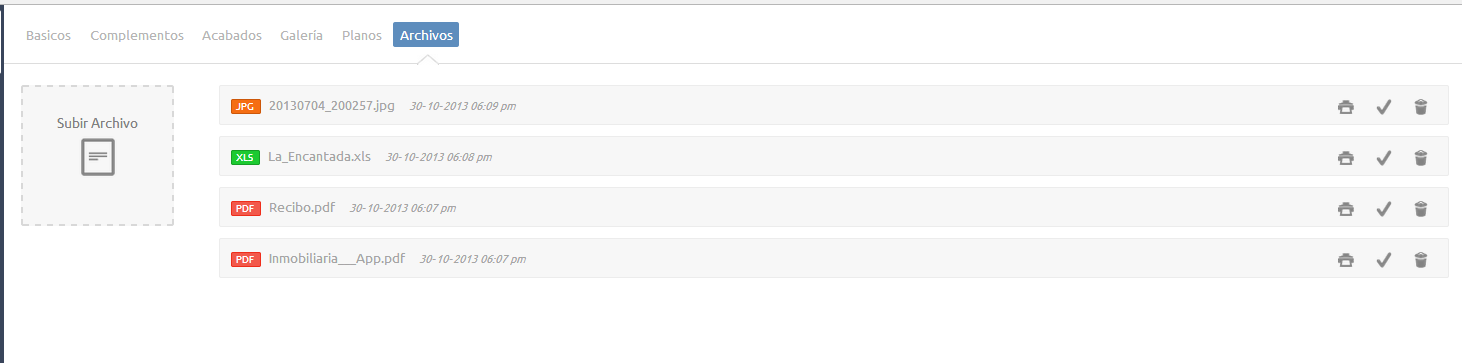 Basicos Complementos Acabados Galería Planos Archivos
Subir Archivo
JPG 20130704_200257.jpg 30-10-2013 06:09 pm
XLS La_Encantada.xls 30-10-2013 06:08 pm
PDF Recibo.pdf 30-10-2013 06:07 pm
PDF Inmobiliaria___App.pdf 30-10-2013 06:07 pm